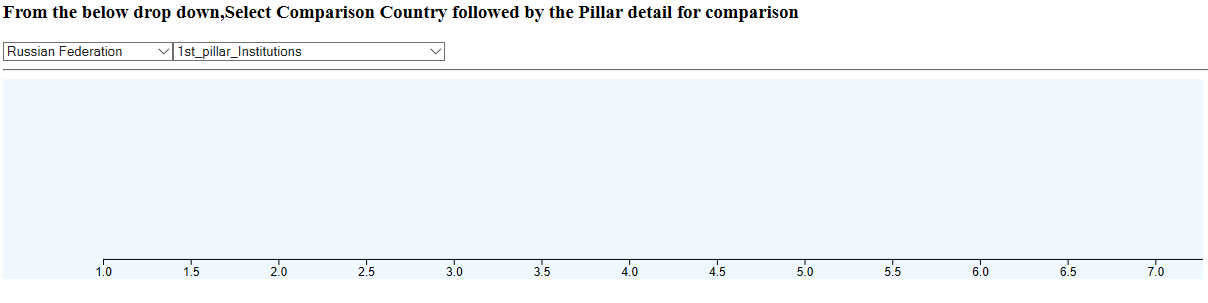 From the below drop down,Select Comparison Country followed by the Pillar detail for comparison
Russian Federation 1st_pillar_Institutions
1.0 1.5 2.0 2.5 3.0 3.5 4.0 4.5 5.0 5.5 6.0 6.5 7.0